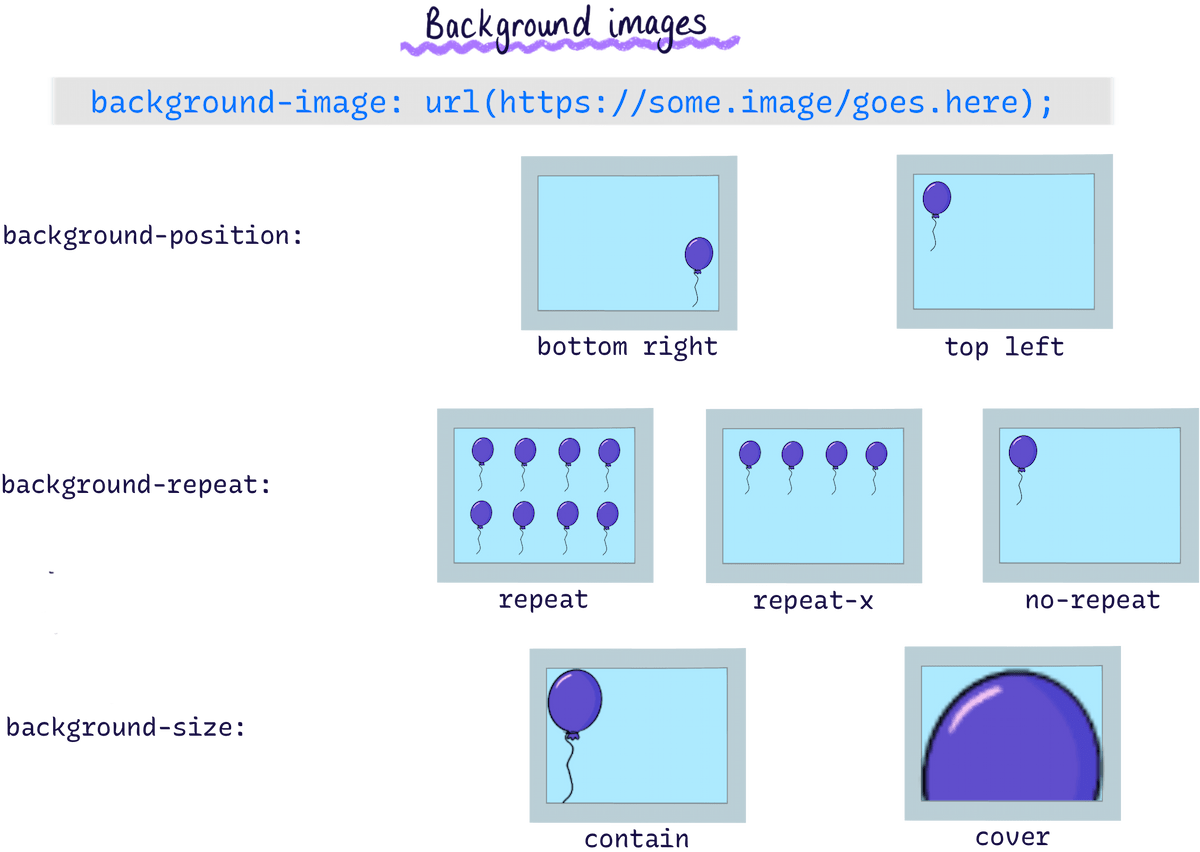 Background images
background-image: url(https://some.image/goes.here);
background-position:
bottom right
top left
background-repeat:
repeat
repeat-x
no-repeat
background-size:
contain
cover